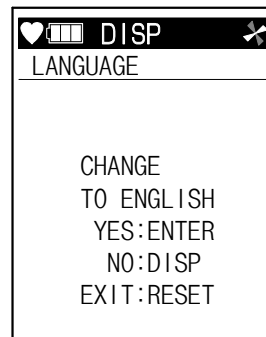 DISP
LANGUAGE
CHANGE
TO ENGLISH
YES:ENTER
NO:DISP
EXIT:RESET